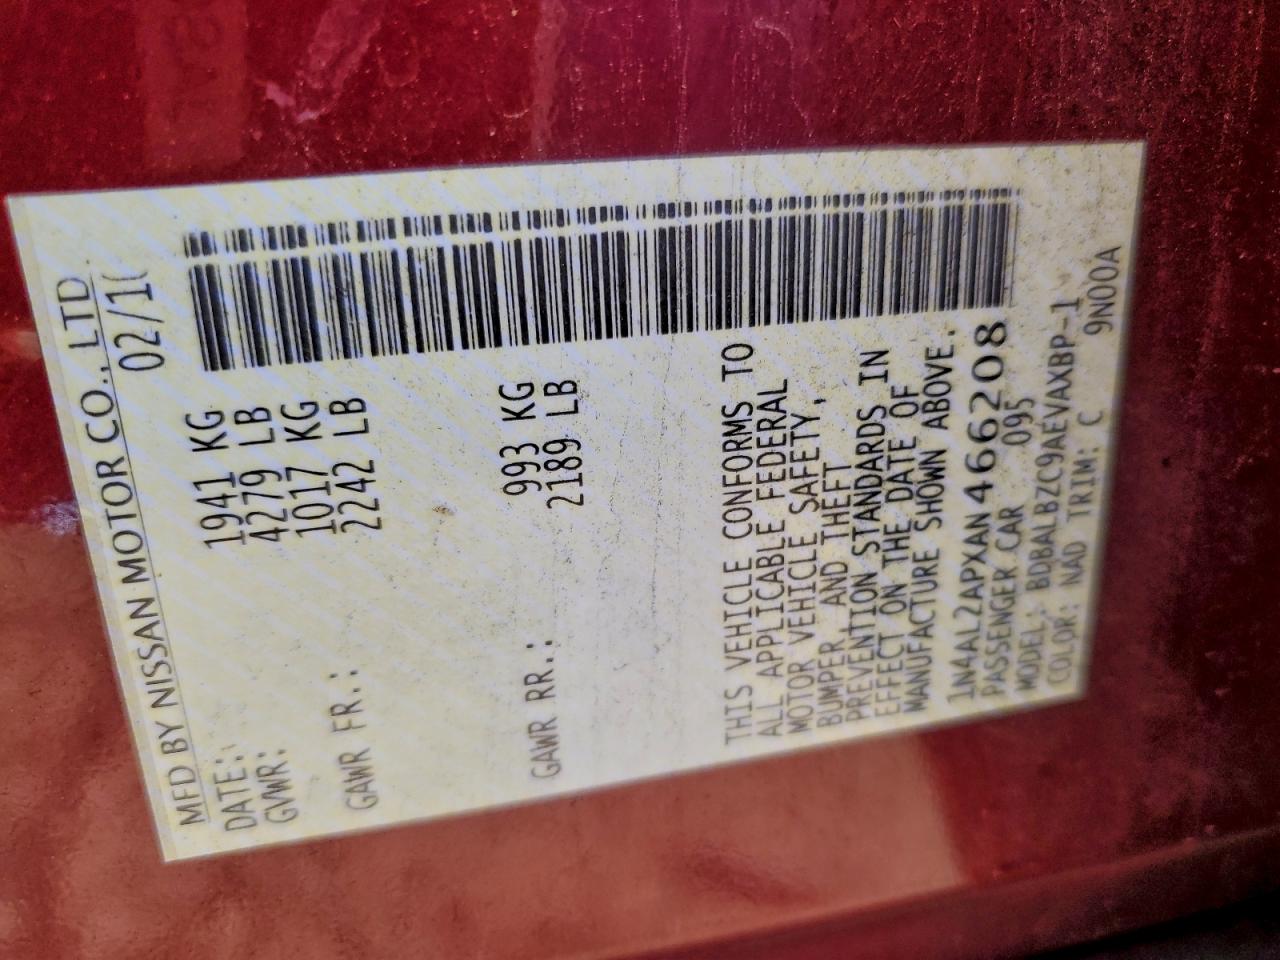 MFD BY NISSAN MOTOR CO., LTD
DATE: 02/1(
GVWR: 1941 KG
4279 LB
GAWR FR.: 1017 KG
2242 LB
GAWR RR.: 993 KG
2189 LB
THIS VEHICLE CONFORMS TO
ALL APPLICABLE FEDERAL
MOTOR VEHICLE SAFETY,
BUMPER, AND THEFT
PREVENTION STANDARDS IN
EFFECT ON THE DATE OF
MANUFACTURE SHOWN ABOVE.
1N4AL2APXAN466208
PASSENGER CAR 095
MODEL: BDBALBZC9AEVAXBP-1
COLOR: NAD TRIM: C 9N00A